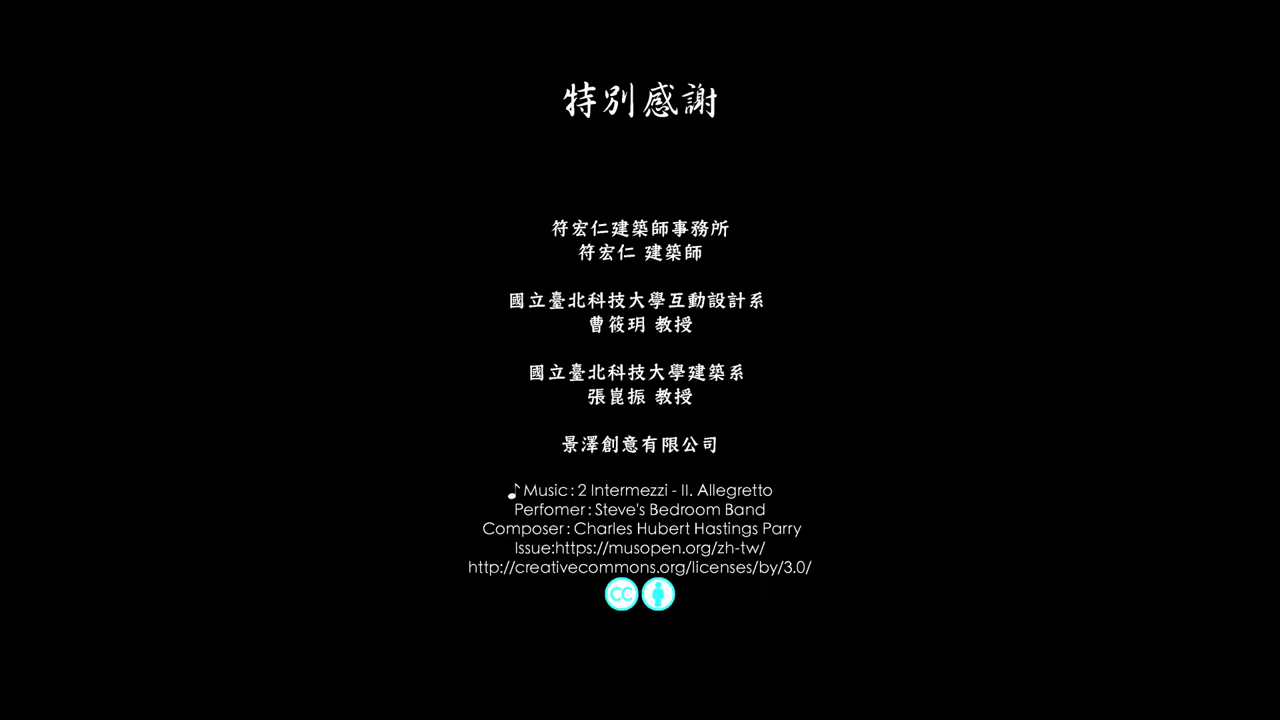 特別感謝
符宏仁建築師事務所
符宏仁 建築師
國立臺北科技大學互動設計系
曹筱玥 教授
國立臺北科技大學建築系
張崑振 教授
景澤創意有限公司
♪Music : 2 Intermezzi - II. Allegretto
Perfomer : Steve's Bedroom Band
Composer : Charles Hubert Hastings Parry
Issue:https://musopen.org/zh-tw/
http://creativecommons.org/licenses/by/3.0/
CC